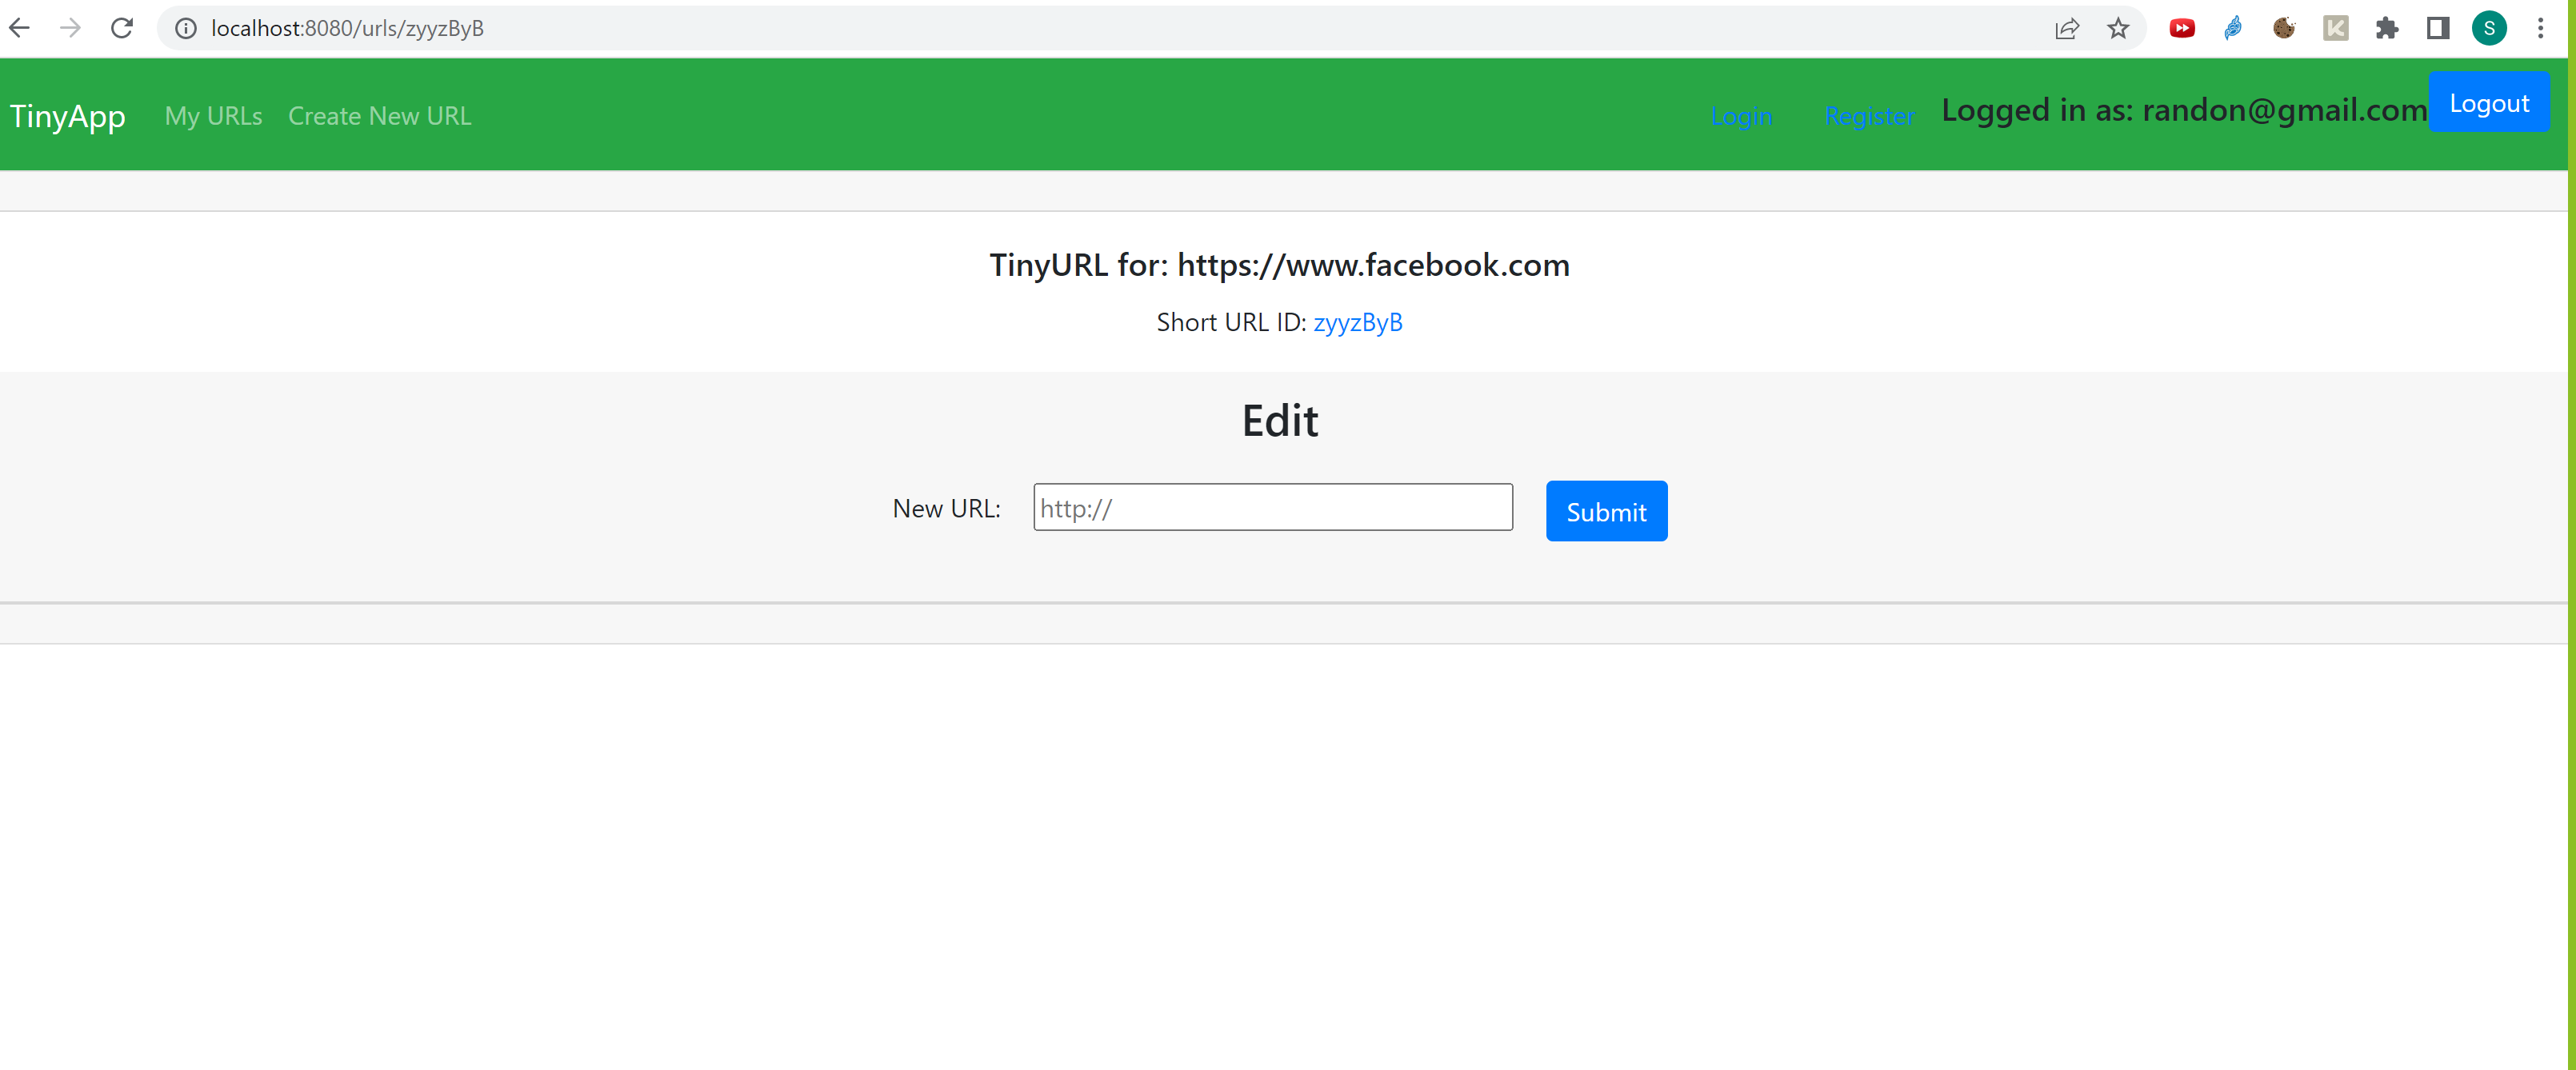 localhost:8080/urls/zyyzByB
S
TinyApp My URLs Create New URL Login Register Logged in as: randon@gmail.com Logout
TinyURL for: https://www.facebook.com
Short URL ID: zyyzByB
Edit
New URL: http:// Submit